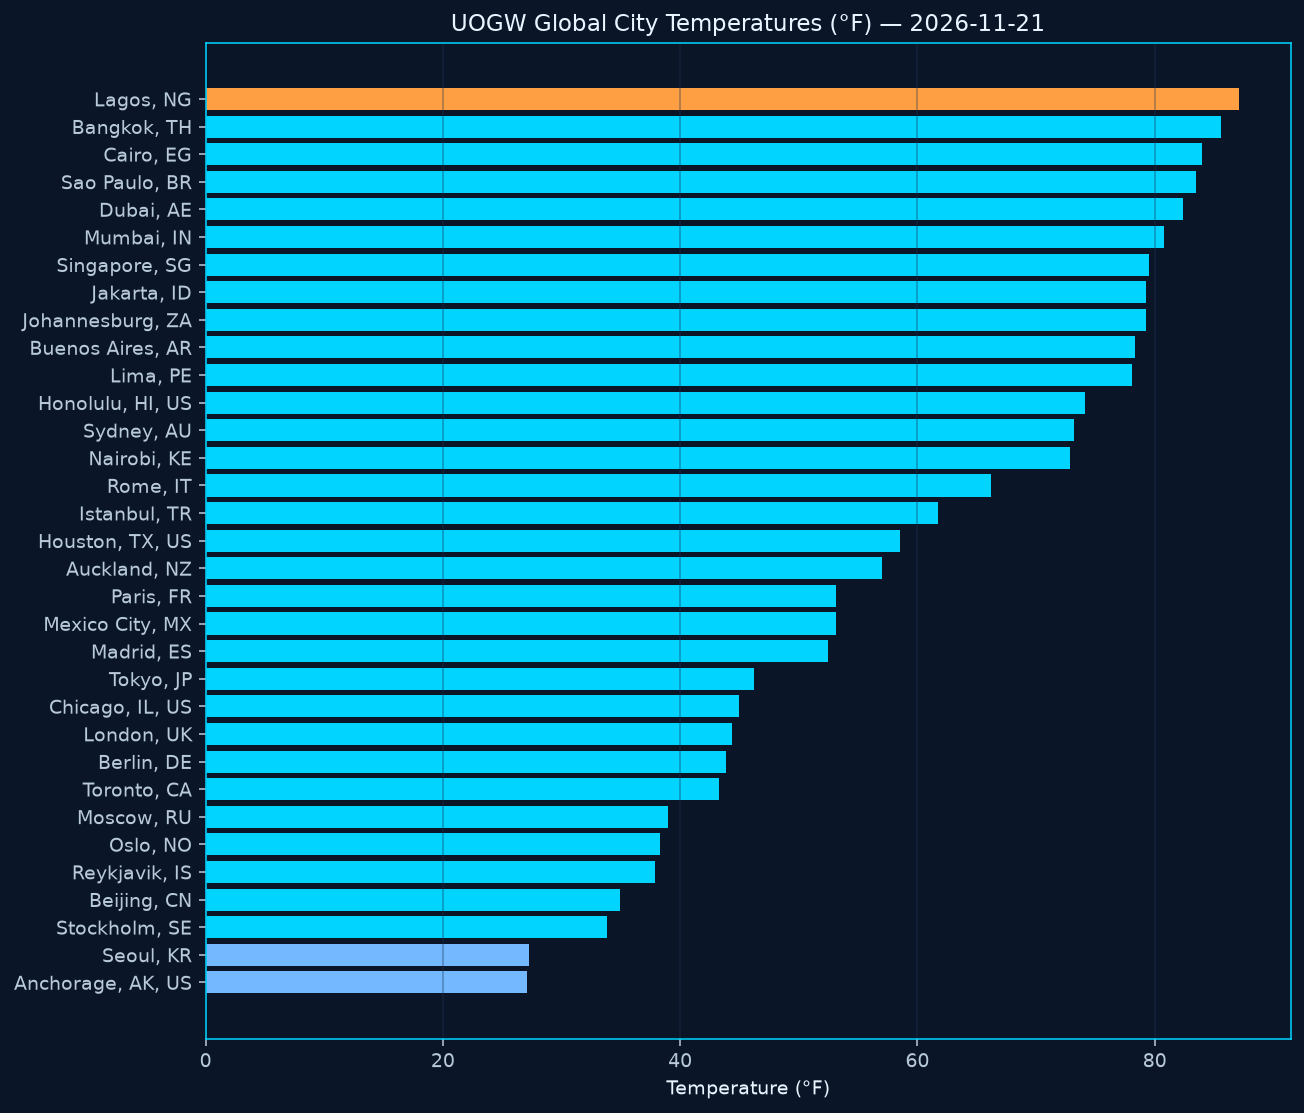 UOGW Global City Temperatures (°F) — 2026-11-21
Lagos, NG
Bangkok, TH
Cairo, EG
Sao Paulo, BR
Dubai, AE
Mumbai, IN
Singapore, SG
Jakarta, ID
Johannesburg, ZA
Buenos Aires, AR
Lima, PE
Honolulu, HI, US
Sydney, AU
Nairobi, KE
Rome, IT
Istanbul, TR
Houston, TX, US
Auckland, NZ
Paris, FR
Mexico City, MX
Madrid, ES
Tokyo, JP
Chicago, IL, US
London, UK
Berlin, DE
Toronto, CA
Moscow, RU
Oslo, NO
Reykjavik, IS
Beijing, CN
Stockholm, SE
Seoul, KR
Anchorage, AK, US
0 20 40 60 80
Temperature (°F)